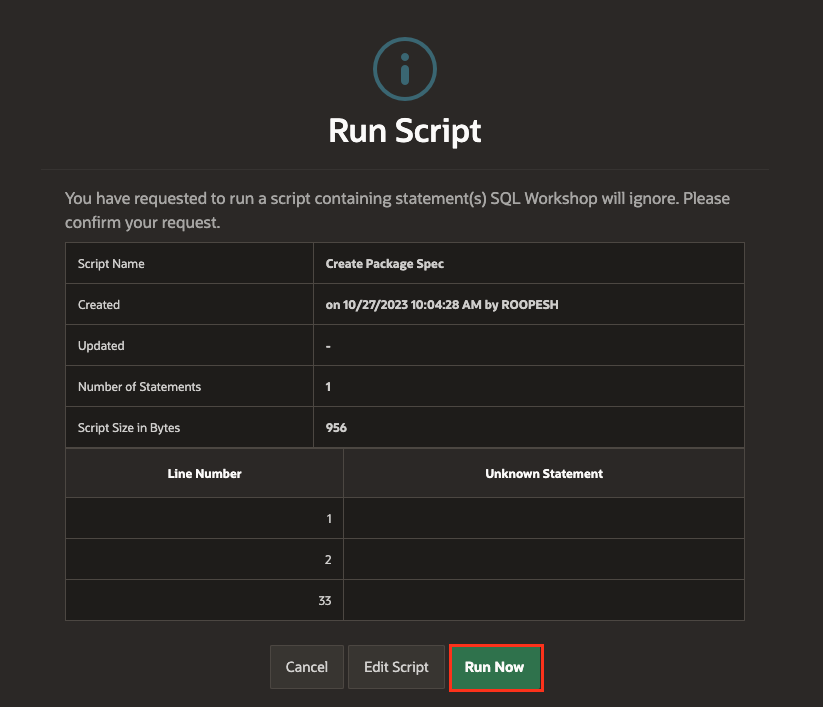 Run Script
You have requested to run a script containing statement(s) SQL Workshop will ignore. Please
confirm your request.
Script Name Create Package Spec
Created on 10/27/2023 10:04:28 AM by ROOPESH
Updated -
Number of Statements 1
Script Size in Bytes 956
Line Number Unknown Statement
1
2
33
Cancel Edit Script Run Now